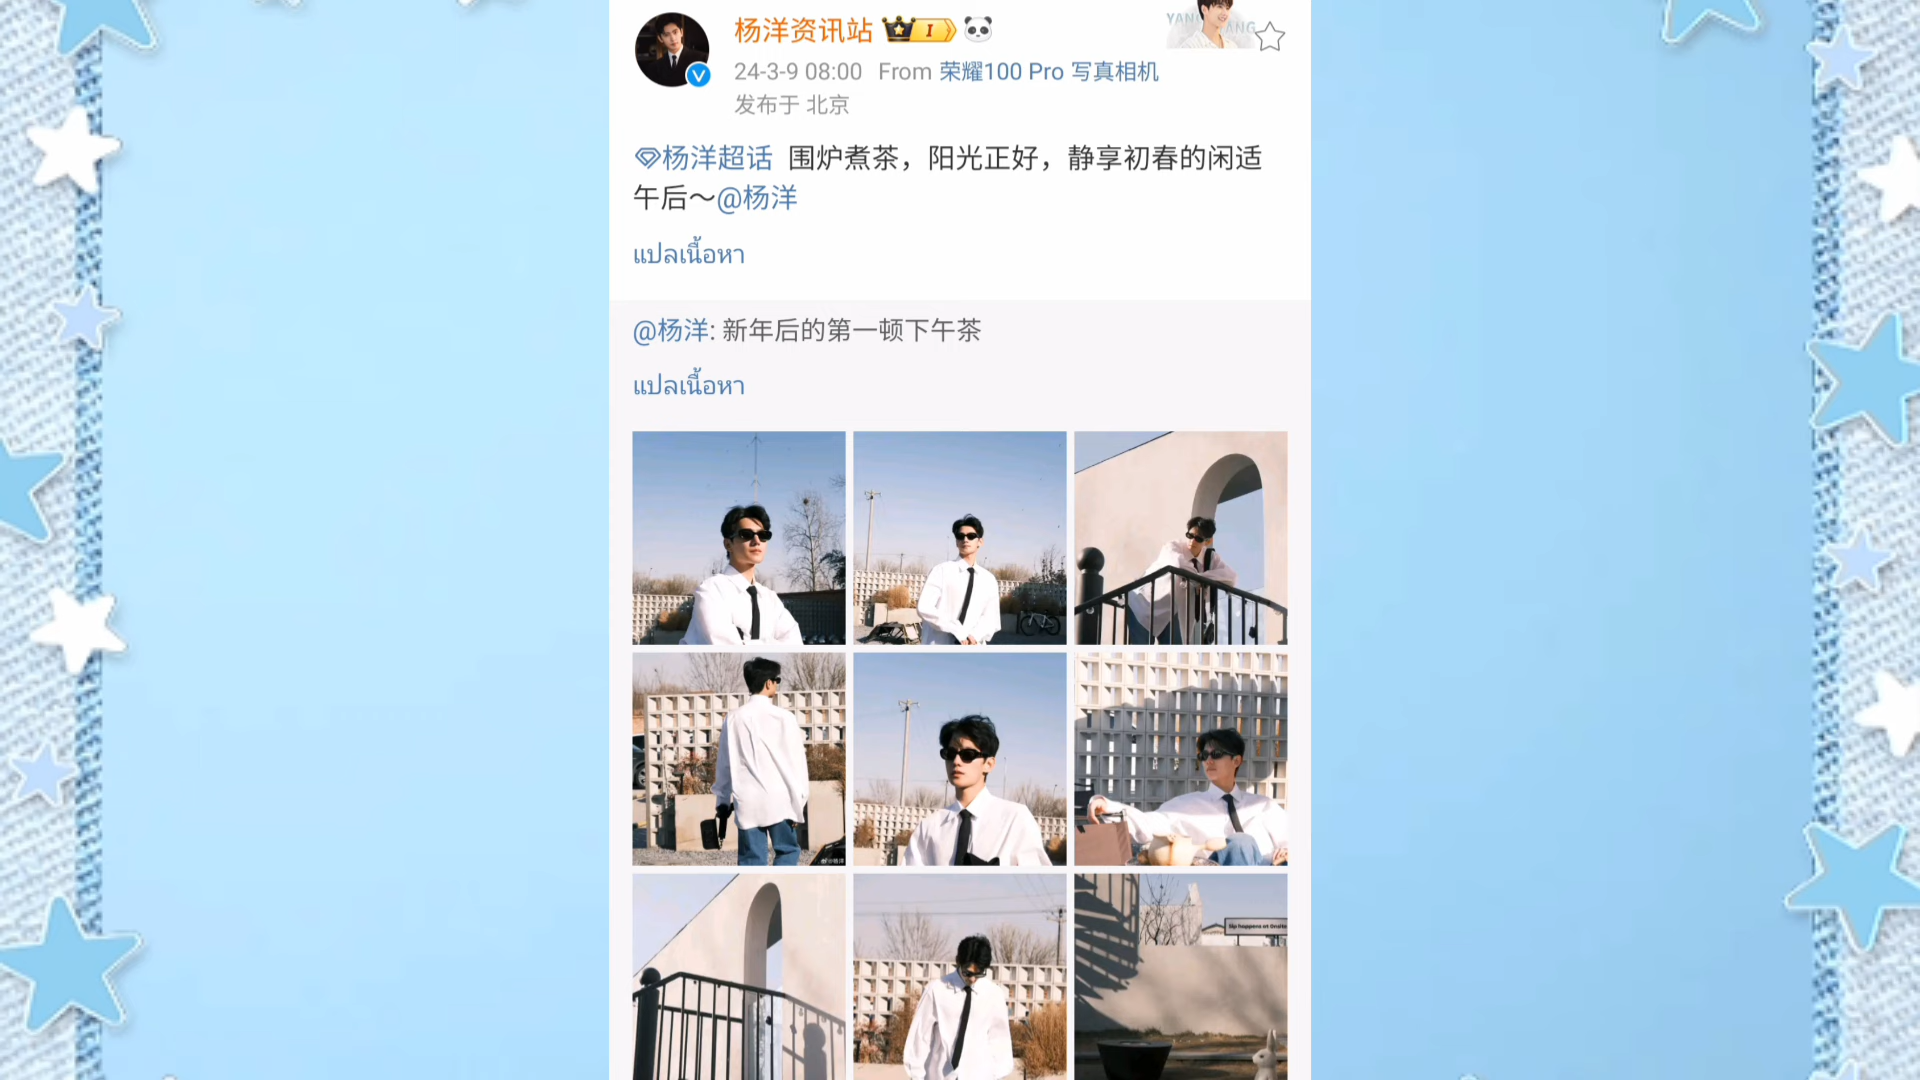 杨洋资讯站
I
YANG YANG
24-3-9 08:00 From 荣耀100 Pro 写真相机
发布于 北京
杨洋超话 围炉煮茶，阳光正好，静享初春的闲适
午后～@杨洋
แปลเนื้อหา
@杨洋: 新年后的第一顿下午茶
แปลเนื้อหา
@杨洋